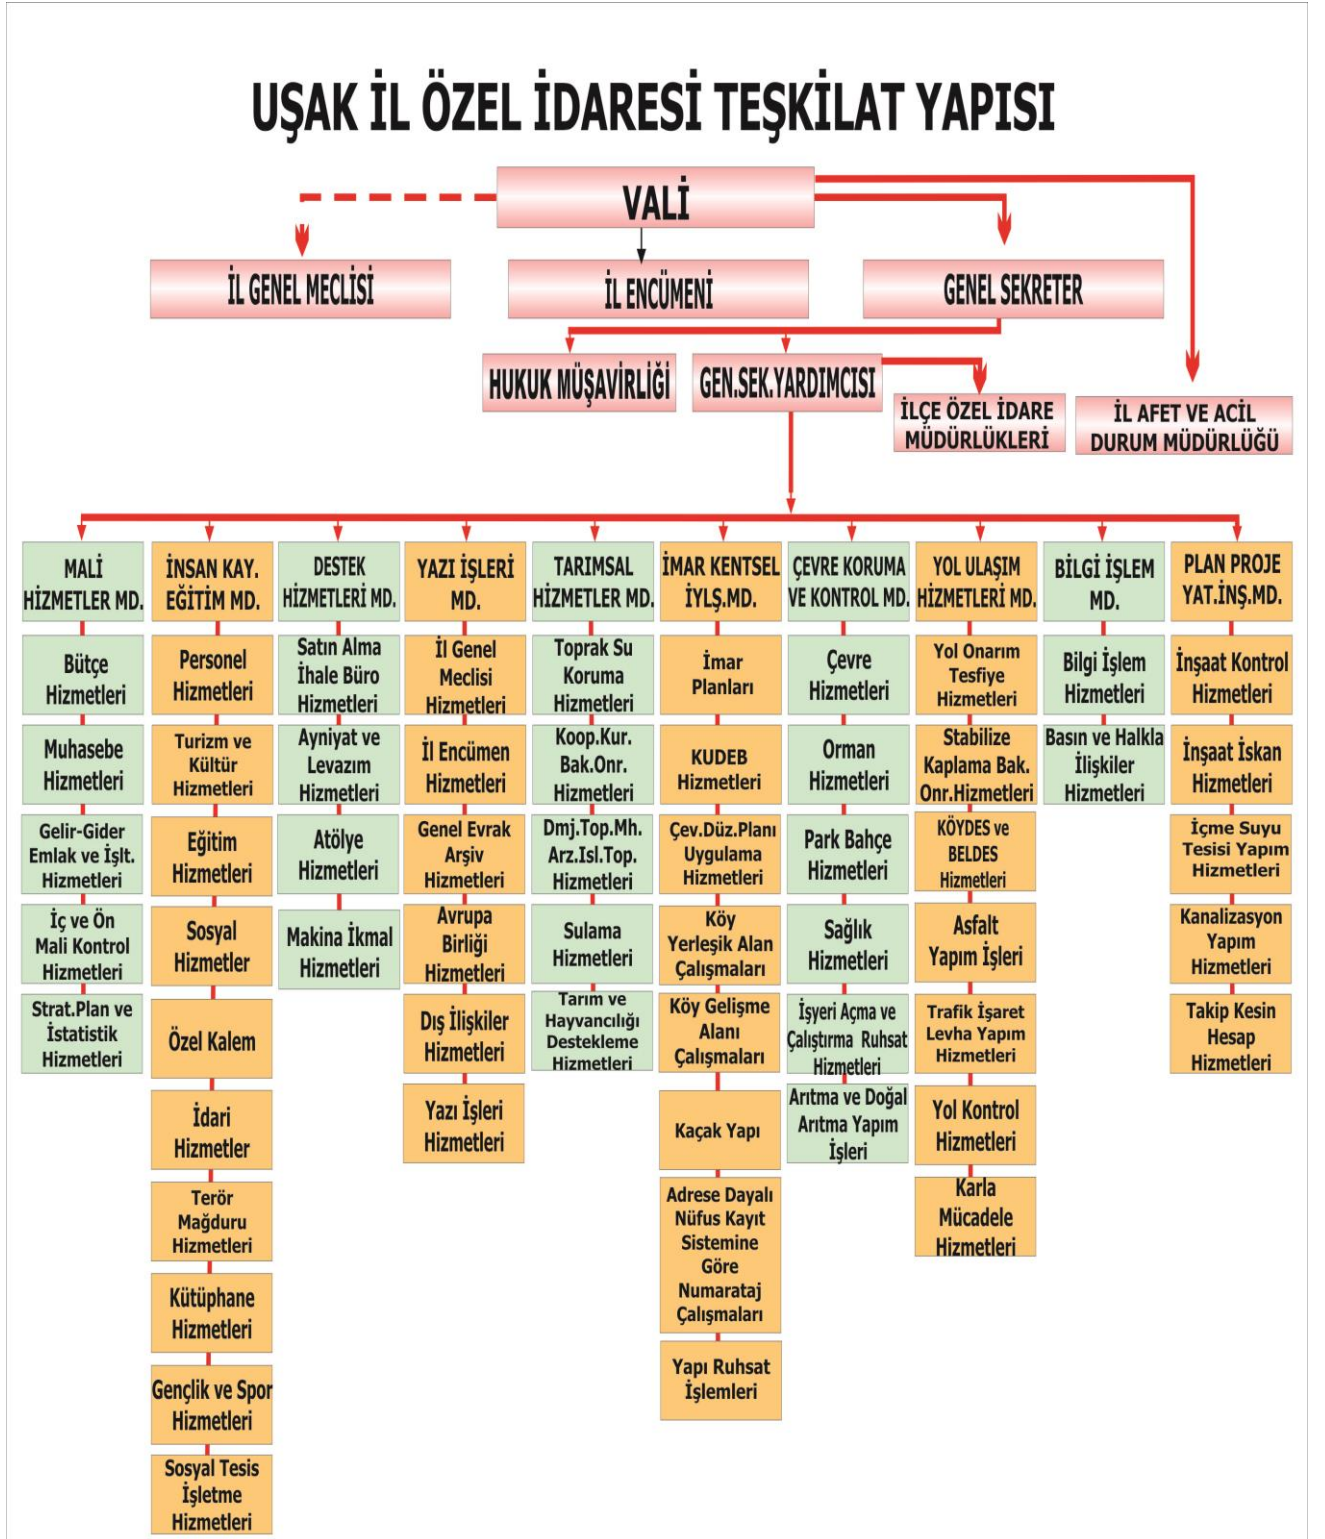 UŞAK İL ÖZEL İDARESİ TEŞKİLAT YAPISI
VALİ
İL GENEL MECLİSİ
İL ENCÜMENİ
GENEL SEKRETER
HUKUK MÜŞAVİRLİĞİ
GEN.SEK.YARDIMCISI
İLÇE ÖZEL İDARE
MÜDÜRLÜKLERİ
İL AFET VE ACİL
DURUM MÜDÜRLÜĞÜ
MALİ
HİZMETLER MD.
Bütçe
Hizmetleri
Muhasebe
Hizmetleri
Gelir-Gider
Emlak ve İşlt.
Hizmetleri
İç ve Ön
Mali Kontrol
Hizmetleri
Strat.Plan ve
İstatistik
Hizmetleri
İNSAN KAY.
EĞİTİM MD.
Personel
Hizmetleri
Turizm ve
Kültür
Hizmetleri
Eğitim
Hizmetleri
Sosyal
Hizmetler
Özel Kalem
İdari
Hizmetler
Terör
Mağduru
Hizmetleri
Kütüphane
Hizmetleri
Gençlik ve Spor
Hizmetleri
Sosyal Tesis
İşletme
Hizmetleri
DESTEK
HİZMETLERİ MD.
Satın Alma
İhale Büro
Hizmetleri
Ayniyat ve
Levazım
Hizmetleri
Atölye
Hizmetleri
Makina İkmal
Hizmetleri
YAZI İŞLERİ
MD.
İl Genel
Meclisi
Hizmetleri
İl Encümen
Hizmetleri
Genel Evrak
Arşiv
Hizmetleri
Avrupa
Birliği
Hizmetleri
Dış İlişkiler
Hizmetleri
Yazı İşleri
Hizmetleri
TARIMSAL
HİZMETLER MD.
Toprak Su
Koruma
Hizmetleri
Koop.Kur.
Bak.Onr.
Hizmetleri
Dmj.Top.Mh.
Arz.Isl.Top.
Hizmetleri
Sulama
Hizmetleri
Tarım ve
Hayvancılığı
Destekleme
Hizmetleri
İMAR KENTSEL
İYLŞ.MD.
İmar
Planları
KUDEB
Hizmetleri
Çev.Düz.Planı
Uygulama
Hizmetleri
Köy
Yerleşik Alan
Çalışmaları
Köy Gelişme
Alanı
Çalışmaları
Kaçak Yapı
Adrese Dayalı
Nüfus Kayıt
Sistemine
Göre
Numarataj
Çalışmaları
Yapı Ruhsat
İşlemleri
ÇEVRE KORUMA
VE KONTROL MD.
Çevre
Hizmetleri
Orman
Hizmetleri
Park Bahçe
Hizmetleri
Sağlık
Hizmetleri
İşyeri Açma ve
Çalıştırma Ruhsat
Hizmetleri
Arıtma ve Doğal
Arıtma Yapım
İşleri
YOL ULAŞIM
HİZMETLERİ MD.
Yol Onarım
Tesfiye
Hizmetleri
Stabilize
Kaplama Bak.
Onr.Hizmetleri
KÖYDES ve
BELDES
Hizmetleri
Asfalt
Yapım İşleri
Trafik İşaret
Levha Yapım
Hizmetleri
Yol Kontrol
Hizmetleri
Karla
Mücadele
Hizmetleri
BİLGİ İŞLEM
MD.
Bilgi İşlem
Hizmetleri
Basın ve Halkla
İlişkiler
Hizmetleri
PLAN PROJE
YAT.İNŞ.MD.
İnşaat Kontrol
Hizmetleri
İnşaat İskan
Hizmetleri
İçme Suyu
Tesisi Yapım
Hizmetleri
Kanalizasyon
Yapım
Hizmetleri
Takip Kesin
Hesap
Hizmetleri